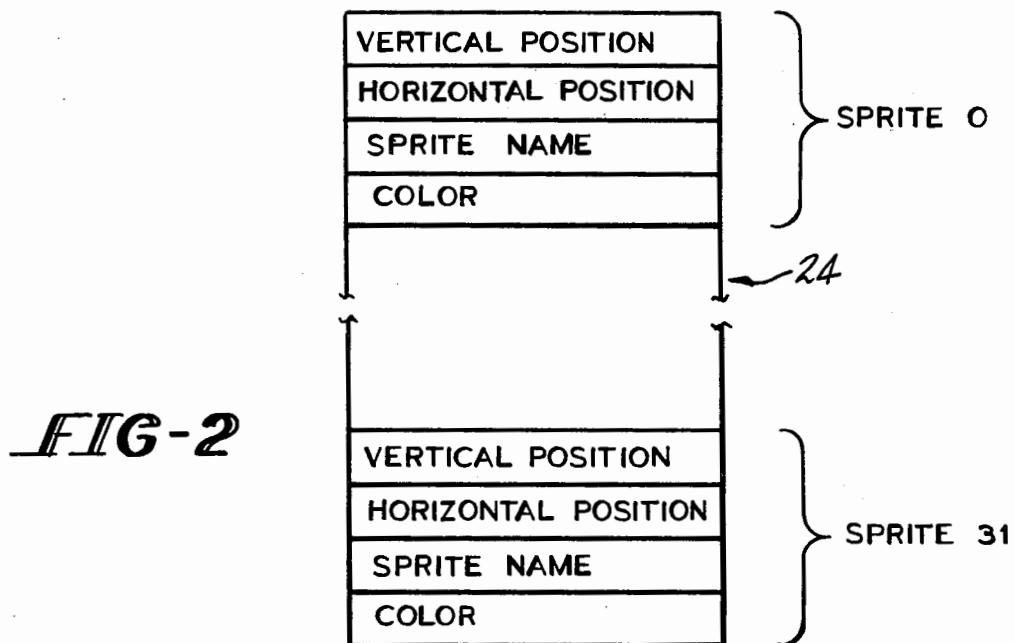 VERTICAL POSITION
HORIZONTAL POSITION
SPRITE NAME
COLOR
SPRITE 0
24
FIG-2
VERTICAL POSITION
HORIZONTAL POSITION
SPRITE NAME
COLOR
SPRITE 31